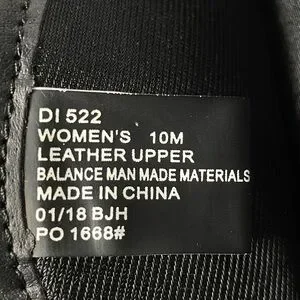 DI 522
WOMEN'S 10M
LEATHER UPPER
BALANCE MAN MADE MATERIALS
MADE IN CHINA
01/18 BJH
PO 1668#